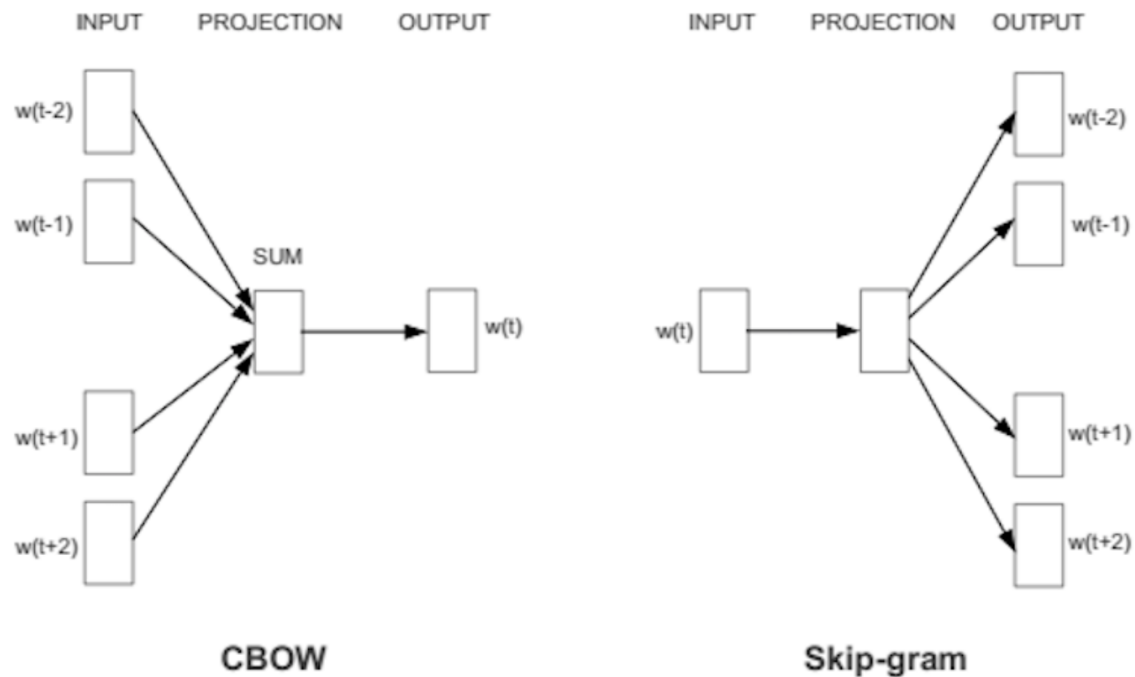 INPUT PROJECTION OUTPUT
w(t-2)
w(t-1)
SUM
w(t)
w(t+1)
w(t+2)
CBOW
INPUT PROJECTION OUTPUT
w(t-2)
w(t-1)
w(t)
w(t+1)
w(t+2)
Skip-gram